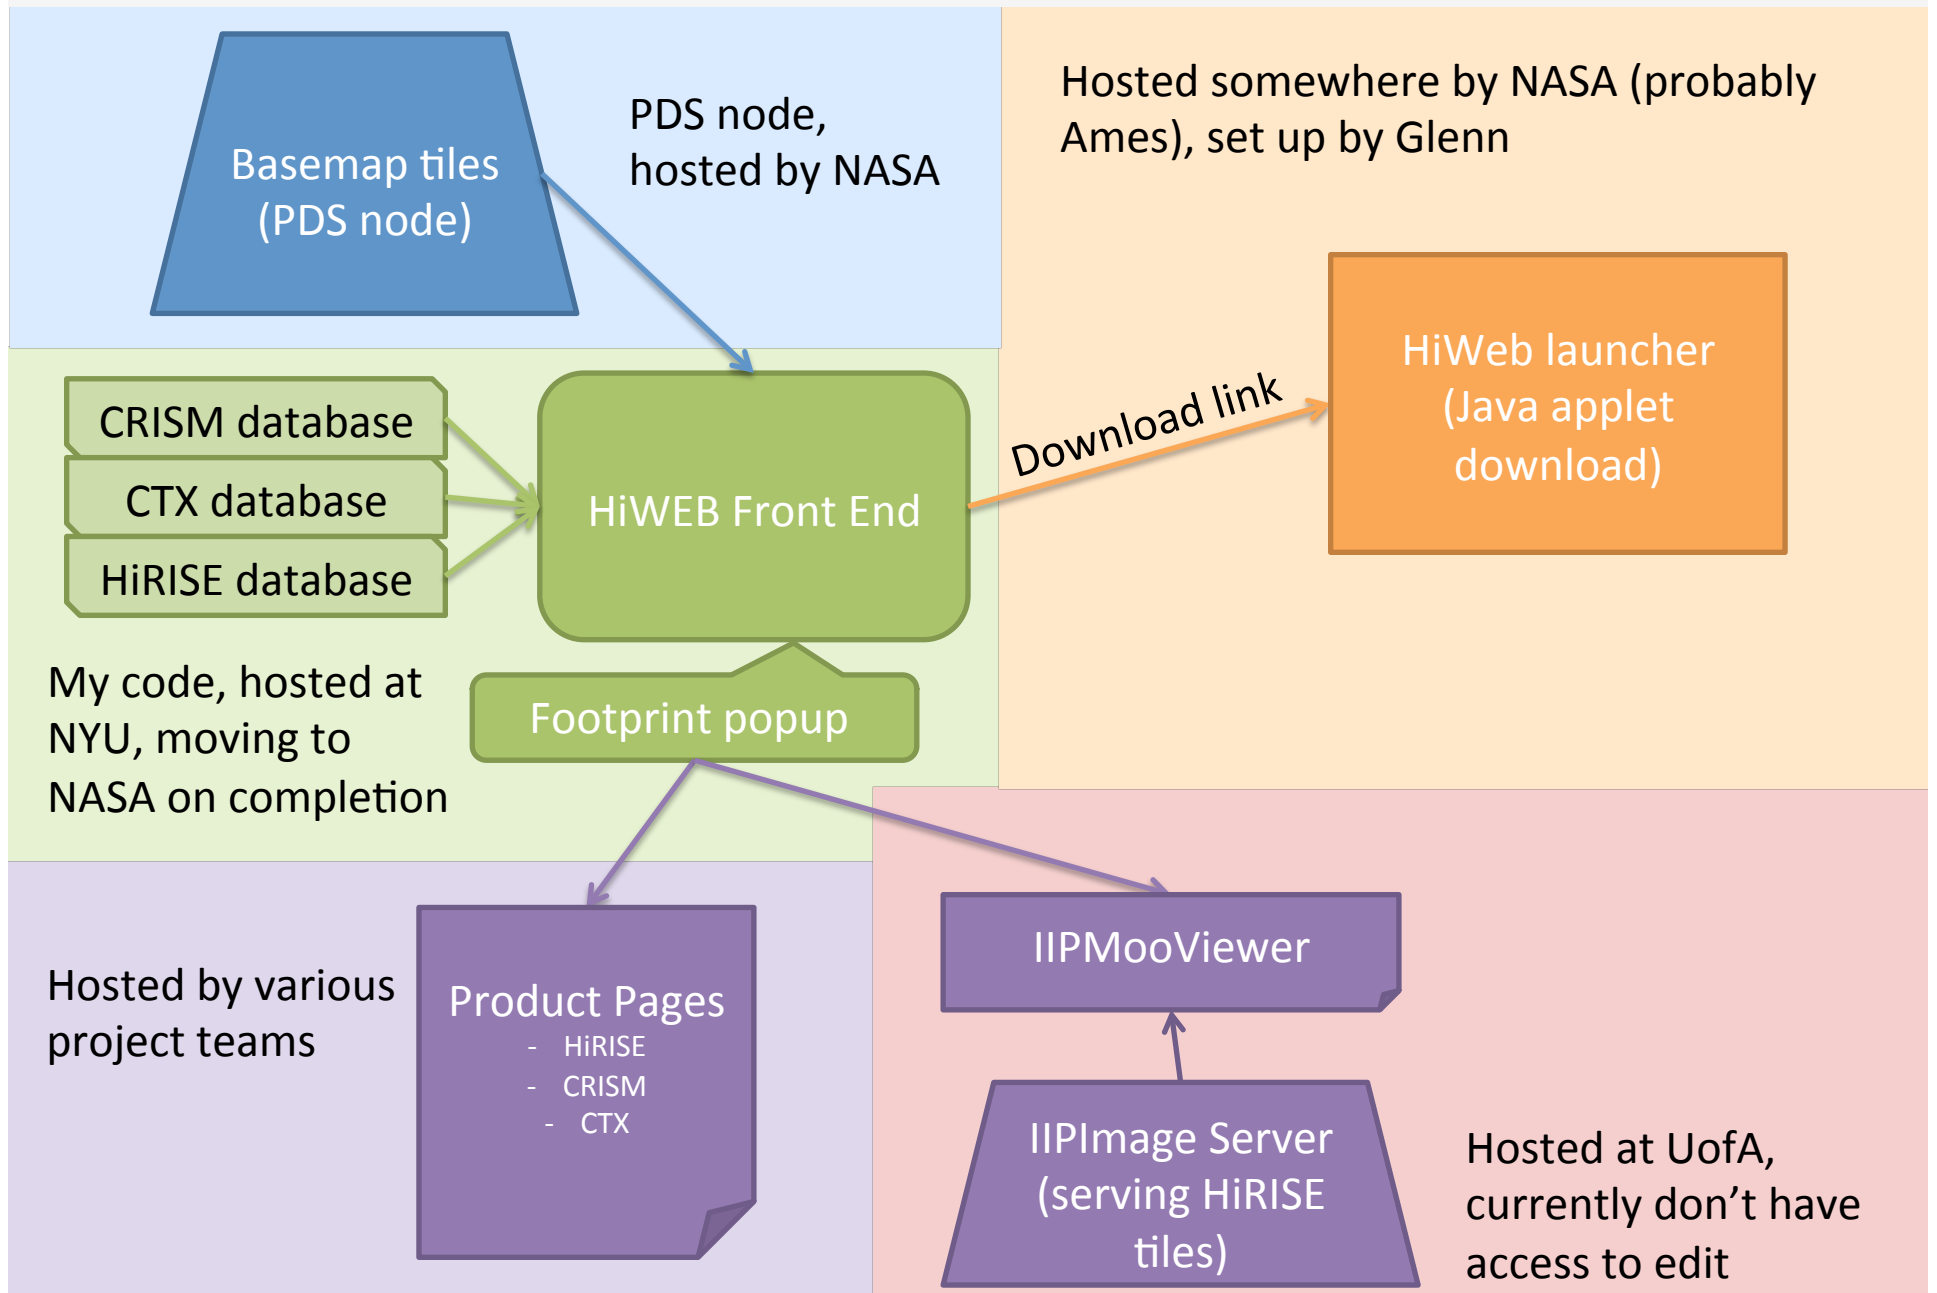 Basemap tiles
(PDS node)
PDS node,
hosted by NASA
Hosted somewhere by NASA (probably
Ames), set up by Glenn
CRISM database
CTX database
HiRISE database
HiWEB Front End
Download link
HiWeb launcher
(Java applet
download)
My code, hosted at
NYU, moving to
NASA on completion
Footprint popup
Hosted by various
project teams
Product Pages
- HiRISE
- CRISM
- CTX
IIPMooViewer
IIPImage Server
(serving HiRISE
tiles)
Hosted at UofA,
currently don’t have
access to edit